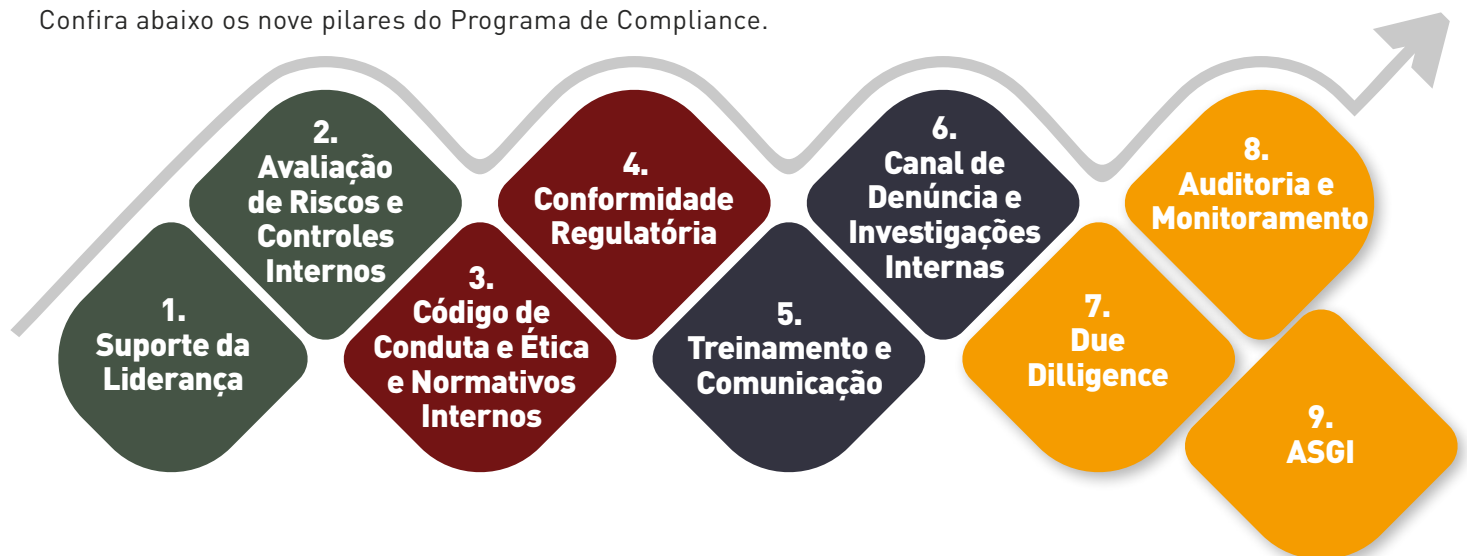 Confira abaixo os nove pilares do Programa de Compliance.
1.
Suporte da
Liderança
2.
Avaliação
de Riscos e
Controles
Internos
3.
Código de
Conduta e Ética
e Normativos
Internos
4.
Conformidade
Regulatória
5.
Treinamento e
Comunicação
6.
Canal de
Denúncia e
Investigações
Internas
7.
Due
Dilligence
8.
Auditoria e
Monitoramento
9.
ASGI